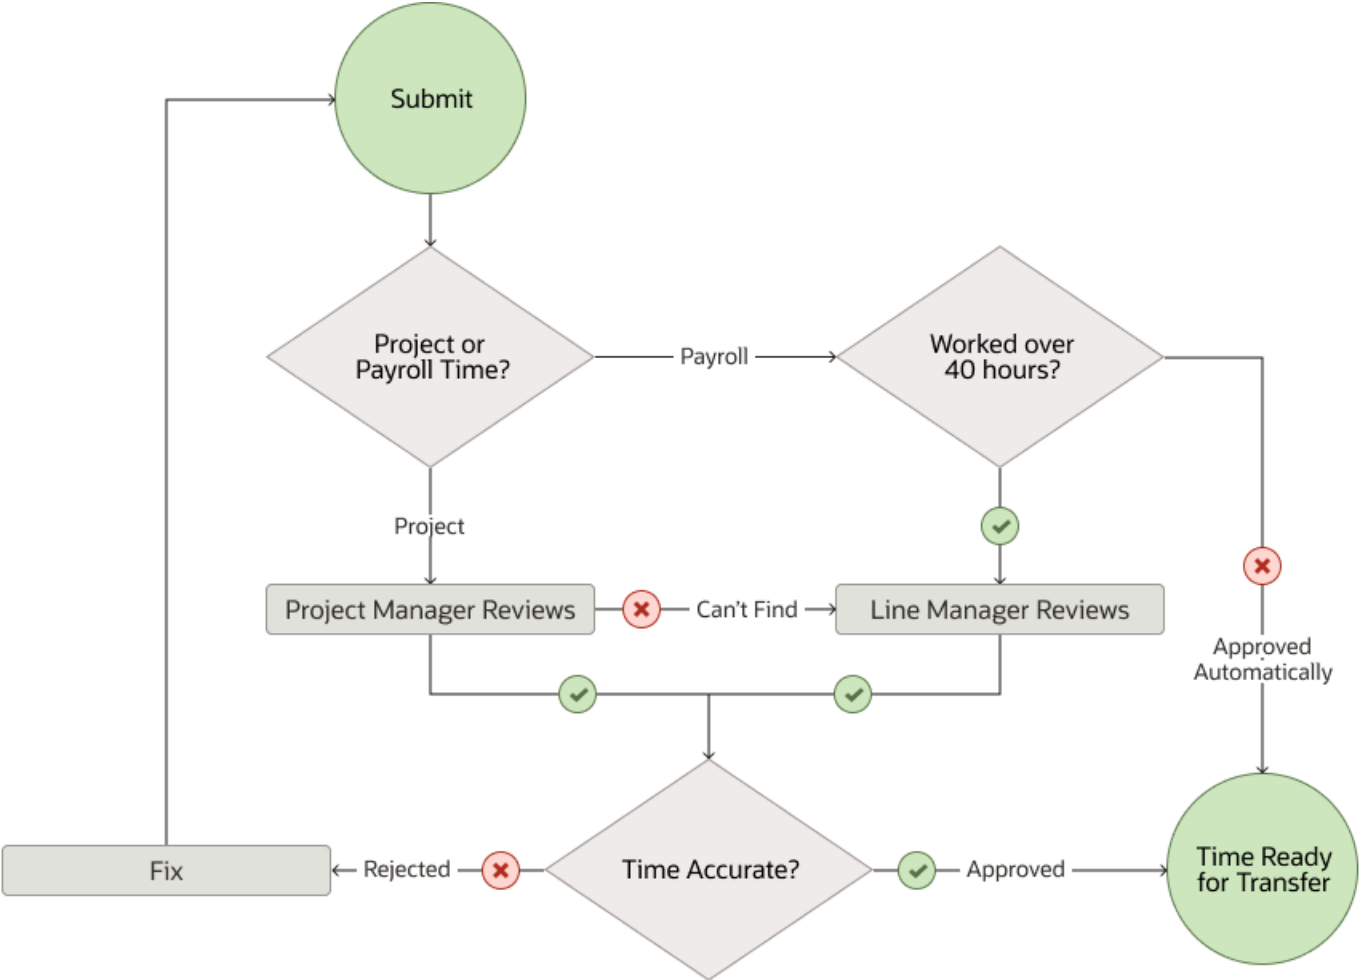 Submit
Project or
Payroll Time?
Payroll
Worked over
40 hours?
Project
Project Manager Reviews
Can't Find
Line Manager Reviews
Approved
Automatically
Fix
Rejected
Time Accurate?
Approved
Time Ready
for Transfer